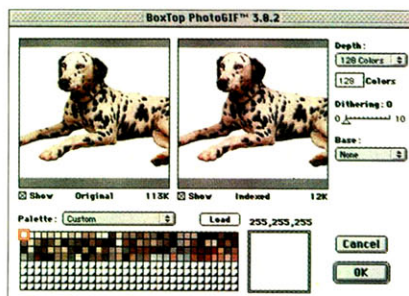 BoxTop PhotoGIF™ 3.0.2
Depth:
128 Colors
128 Colors
Dithering: 0
0 10
Base:
None
Show Original 113K
Show Indexed 12K
Palette: Custom Load 255,255,255
Cancel
OK